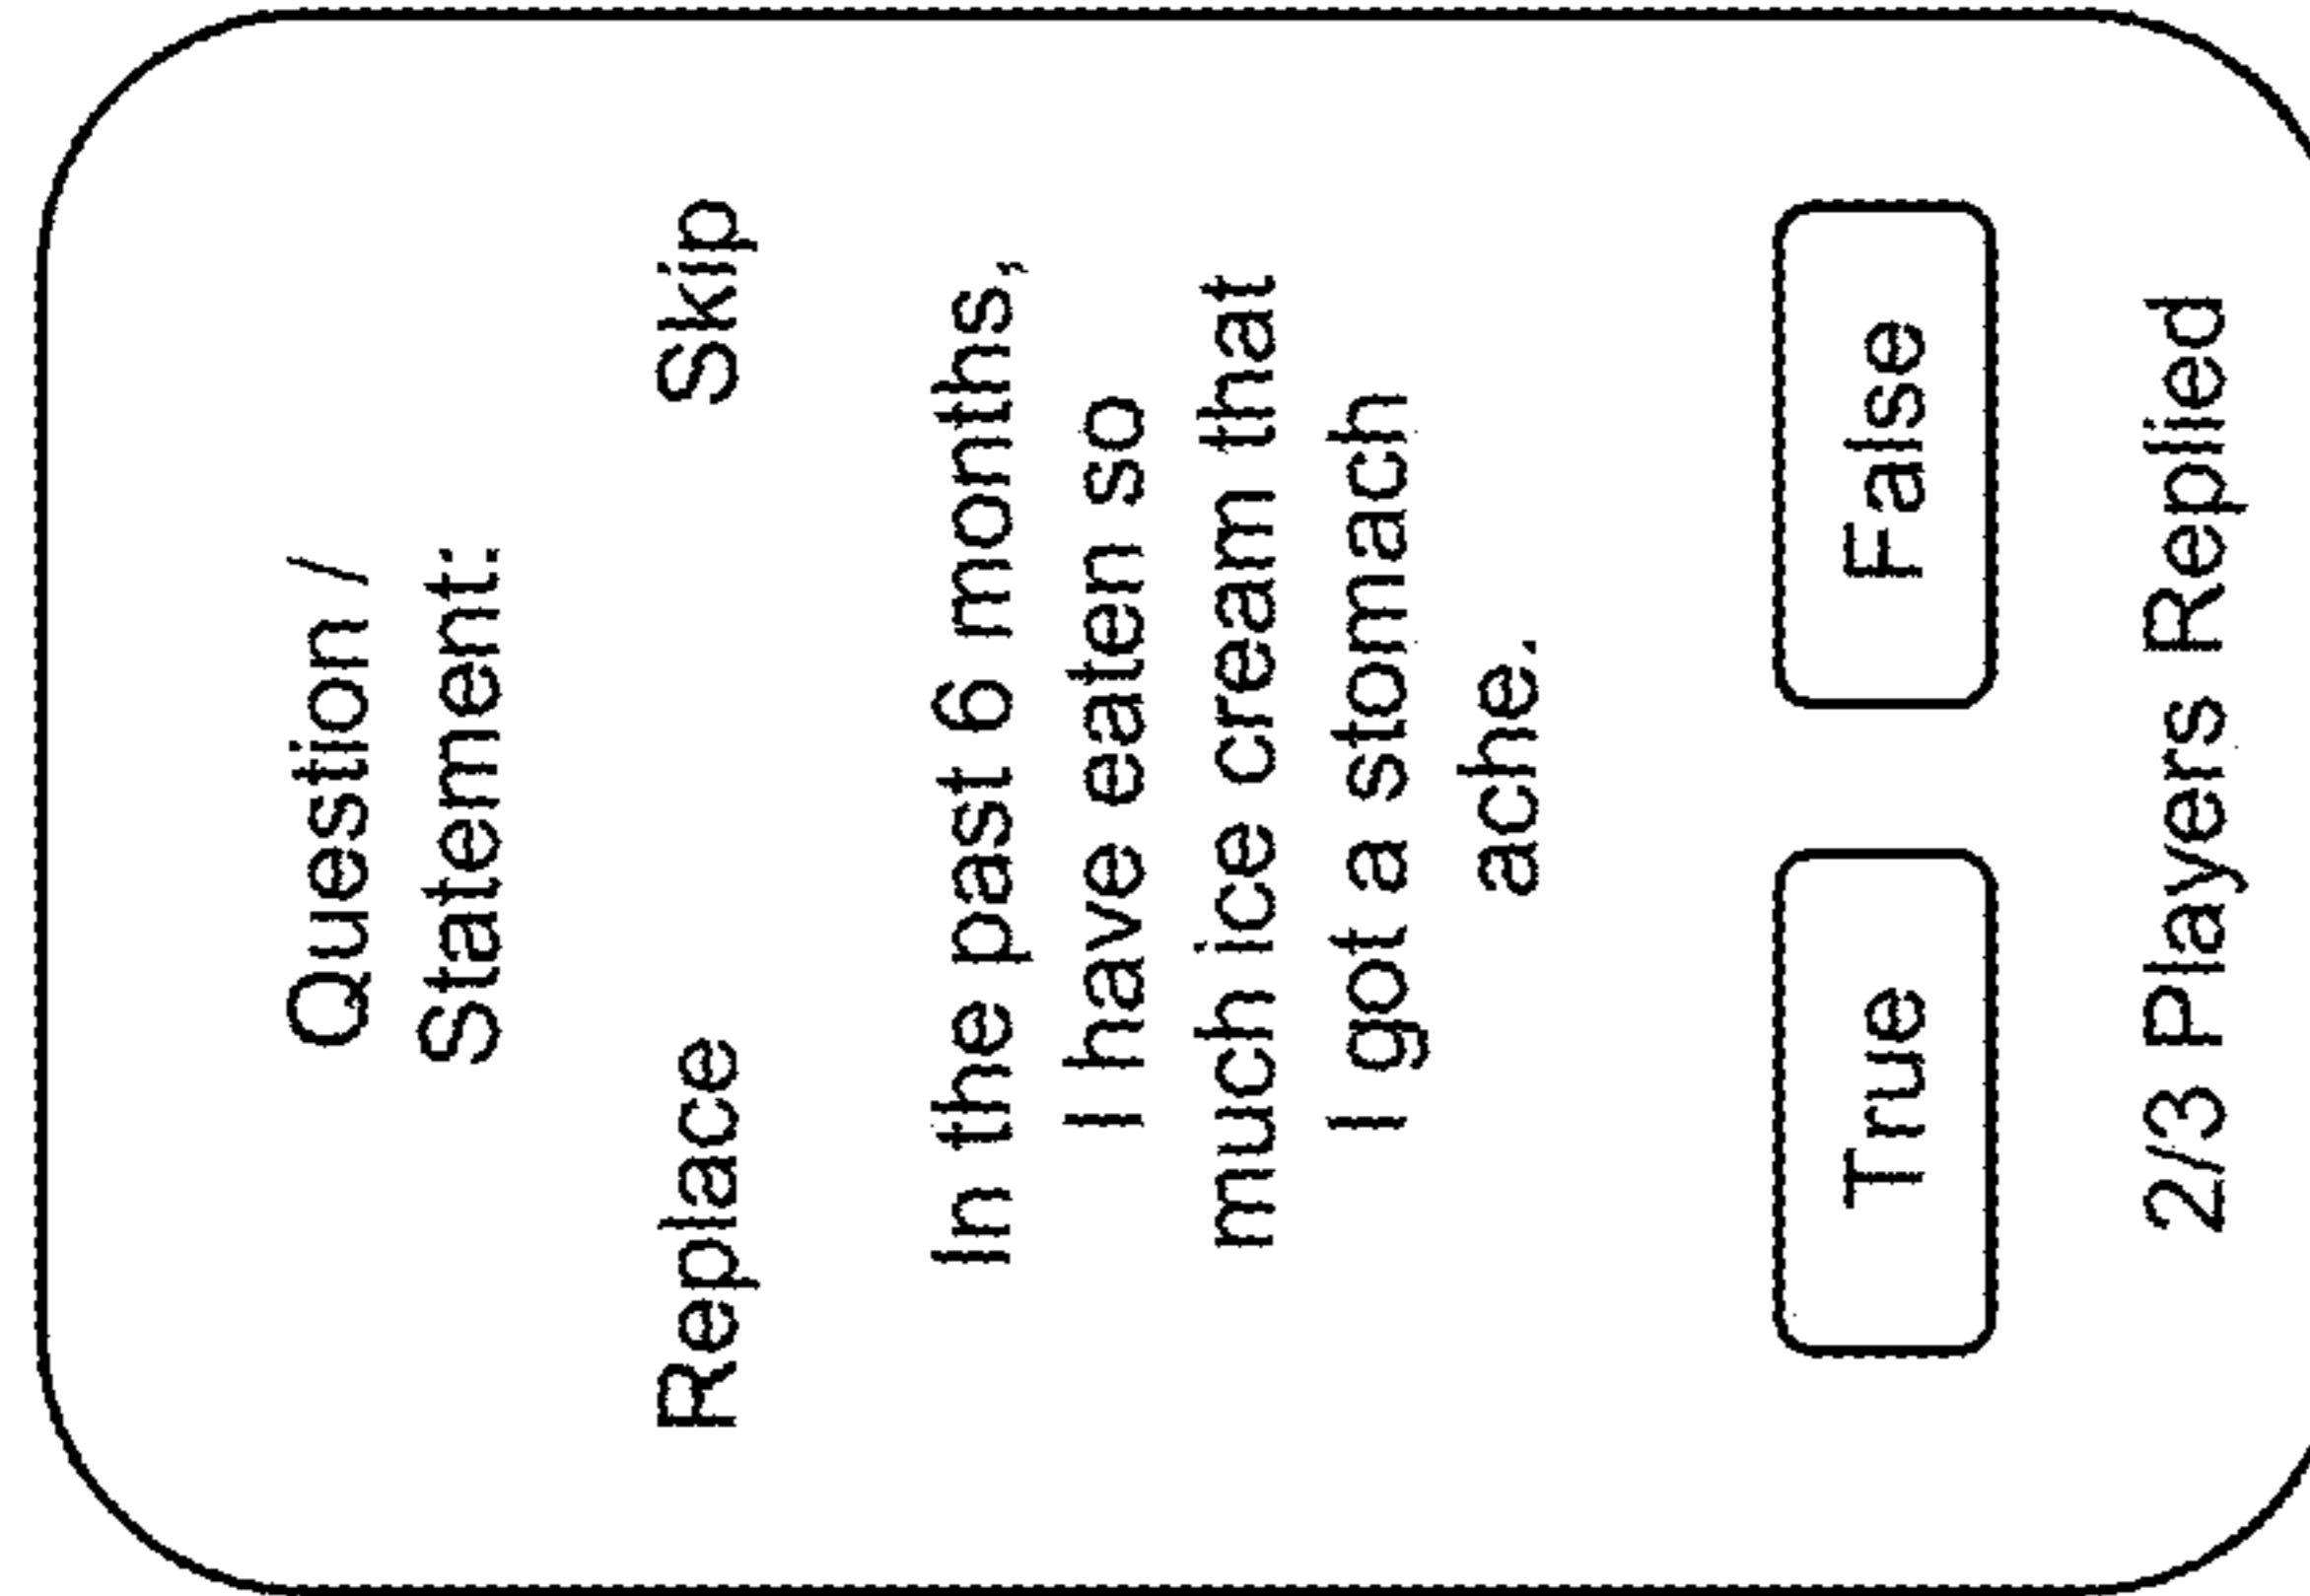 Question /
Statement:
Replace Skip
In the past 6 months,
I have eaten so
much ice cream that
I got a stomach
ache.
True False
2/3 Players Replied